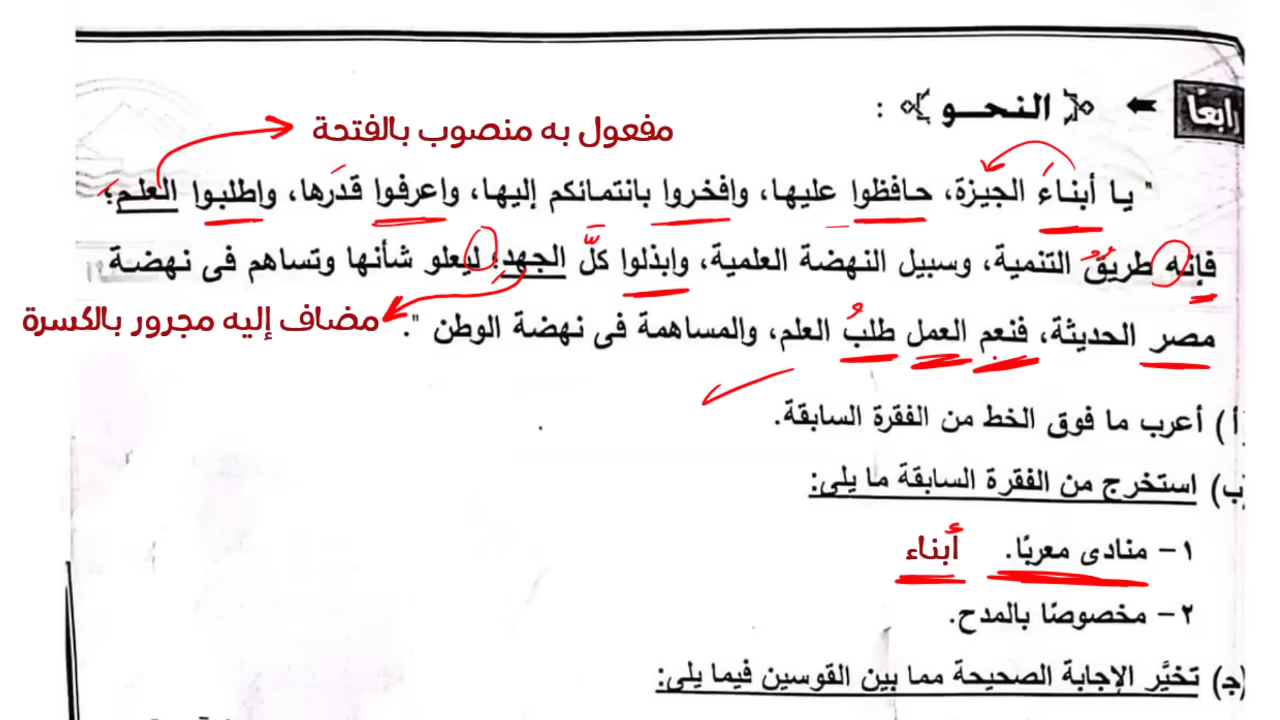 رابعًا ﴿ النحـــو ﴾ :
مفعول به منصوب بالفتحة
" يا أبناءَ الجيزة، حافظوا عليها، وافخروا بانتمائكم إليها، واعرفوا قدَرها، واطلبوا العلم؛
فإنه طريقُ التنمية، وسبيل النهضة العلمية، وابذلوا كلَّ الجهد؛ ليعلو شأنها وتساهم فى نهضة
مضاف إليه مجرور بالكسرة
مصر الحديثة، فنعم العمل طلبُ العلم، والمساهمة فى نهضة الوطن ".
أ ) أعرب ما فوق الخط من الفقرة السابقة.
ب) استخرج من الفقرة السابقة ما يلى:
١ – منادى معربًا. أبناء
٢ – مخصوصًا بالمدح.
(جـ) تخيَّر الإجابة الصحيحة مما بين القوسين فيما يلى: